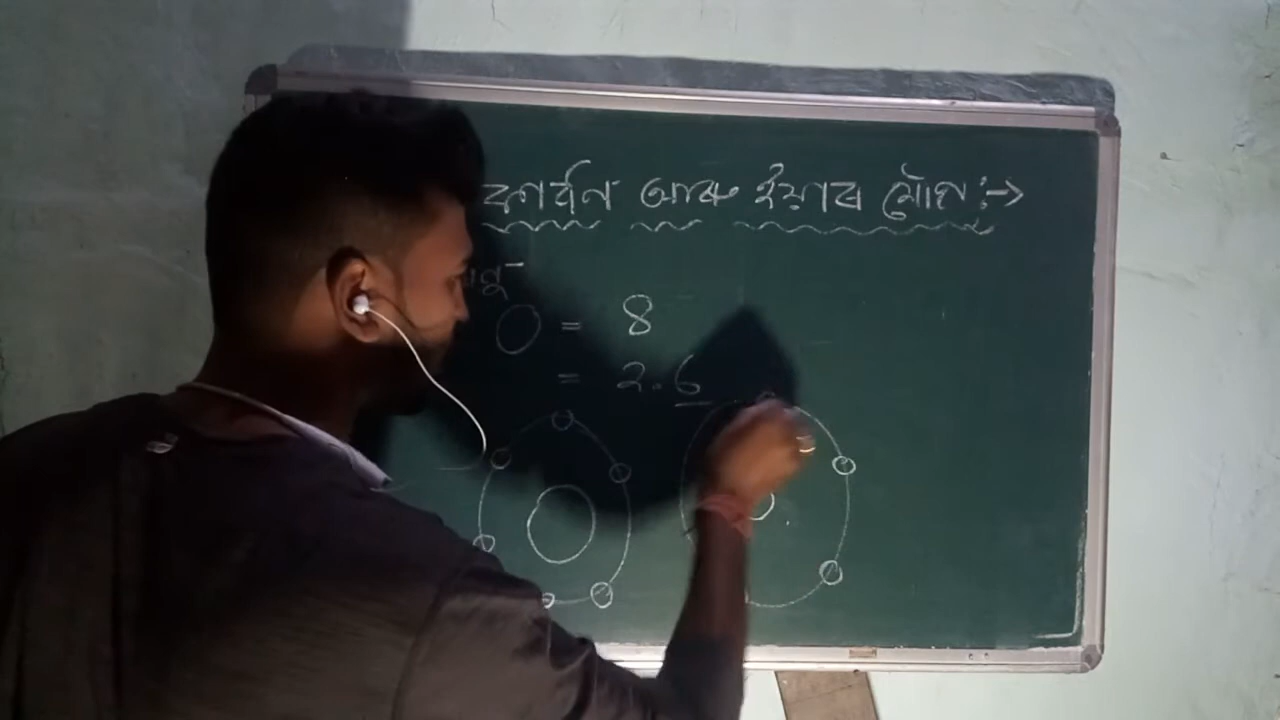 কাৰ্বন আৰু ইয়াৰ যৌগ :→
O = 8
= 2.6